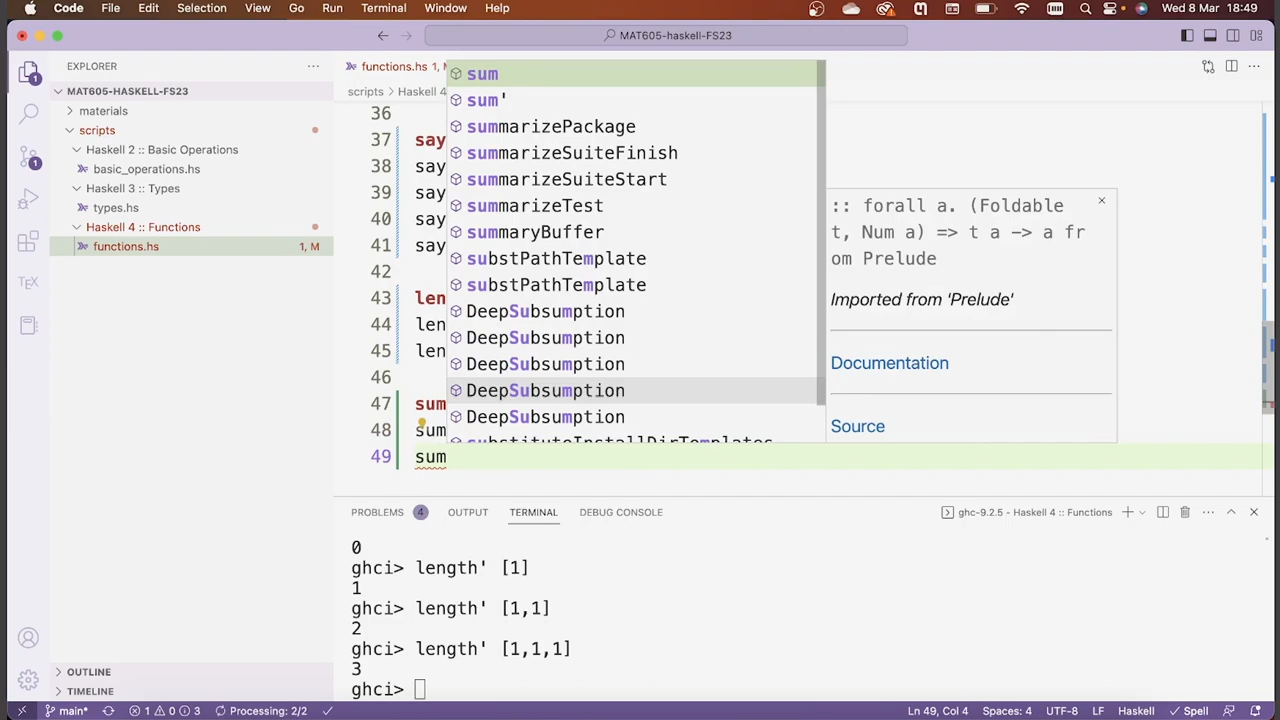 Code File Edit Selection View Go Run Terminal Window Help Wed 8 Mar 18:49
MAT605-haskell-FS23
EXPLORER
MAT605-HASKELL-FS23
materials
scripts
Haskell 2 :: Basic Operations
basic_operations.hs
Haskell 3 :: Types
types.hs
Haskell 4 :: Functions
functions.hs 1, M
OUTLINE
TIMELINE
functions.hs 1, M
scripts > Haskell 4
36
37 say
38 say
39 say
40 say
41 say
42
43 len
44 len
45 len
46
47 sum
48 sum
49 sum
sum
sum'
summarizePackage
summarizeSuiteFinish
summarizeSuiteStart
summarizeTest
summaryBuffer
substPathTemplate
substPathTemplate
DeepSubsumption
DeepSubsumption
DeepSubsumption
DeepSubsumption
DeepSubsumption
substituteInstallDirTemplates
:: forall a. (Foldable
t, Num a) => t a -> a fr
om Prelude
Imported from 'Prelude'
Documentation
Source
PROBLEMS 4 OUTPUT TERMINAL DEBUG CONSOLE ghc-9.2.5 - Haskell 4 :: Functions
0
ghci> length' [1]
1
ghci> length' [1,1]
2
ghci> length' [1,1,1]
3
ghci>
main* 1 0 3 Processing: 2/2 Ln 49, Col 4 Spaces: 4 UTF-8 LF Haskell Spell